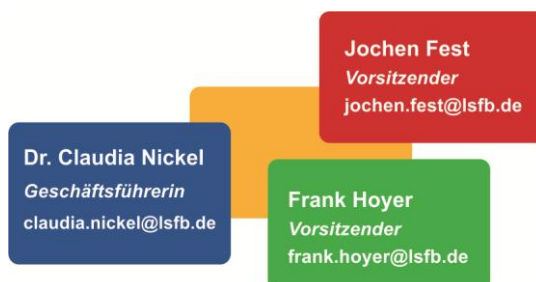 Jochen Fest
Vorsitzender
jochen.fest@lsfb.de
Dr. Claudia Nickel
Geschäftsführerin
claudia.nickel@lsfb.de
Frank Hoyer
Vorsitzender
frank.hoyer@lsfb.de